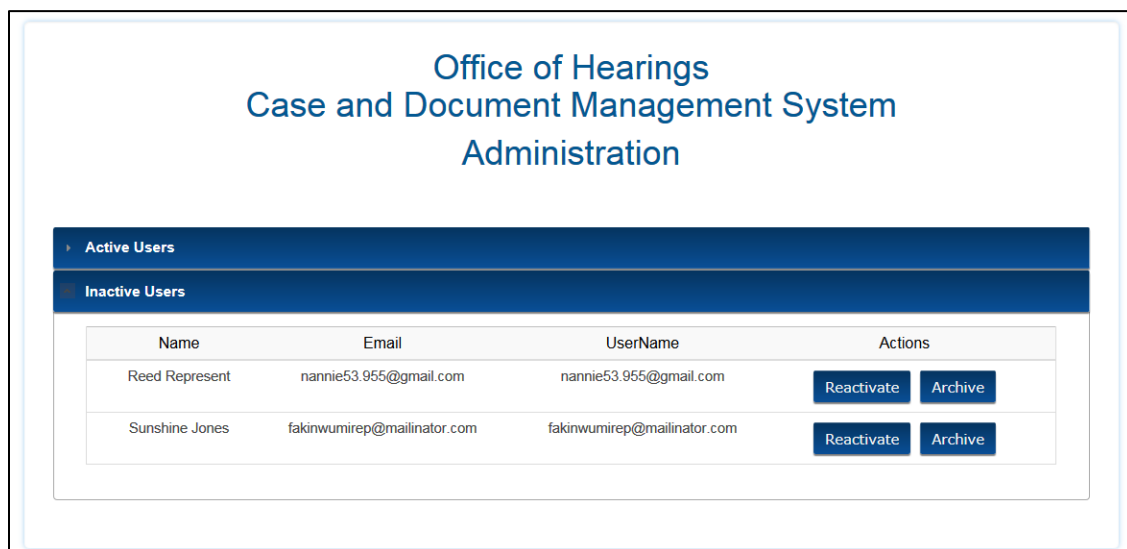 Office of Hearings
Case and Document Management System
Administration
Active Users
Inactive Users
Name Email UserName Actions
Reed Represent nannie53.955@gmail.com nannie53.955@gmail.com Reactivate Archive
Sunshine Jones fakinwumirep@mailinator.com fakinwumirep@mailinator.com Reactivate Archive